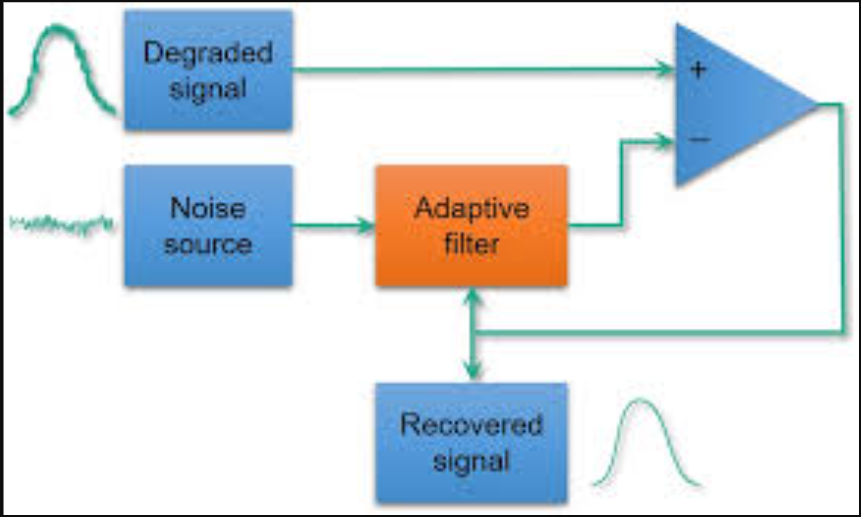 Degraded
signal
+
−
Noise
source
Adaptive
filter
Recovered
signal